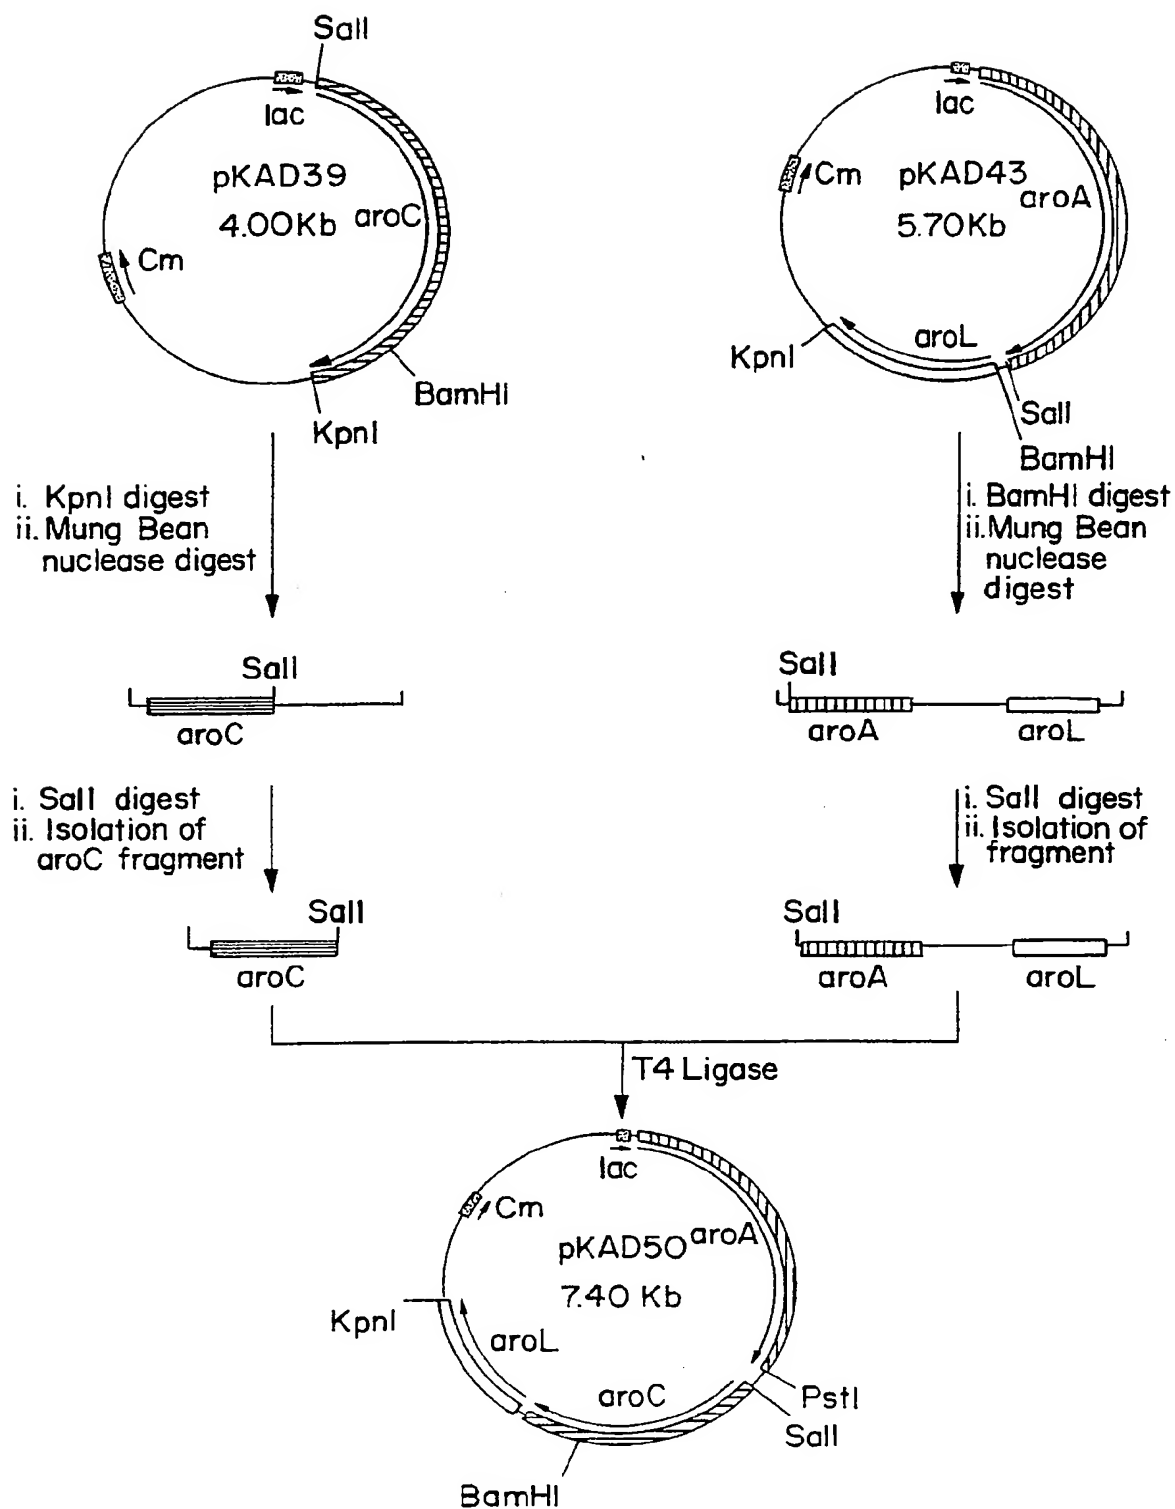 SalI
lac
pKAD39
4.00Kb
aroC
Cm
BamHI
KpnI
lac
Cm
pKAD43
aroA
5.70Kb
aroL
KpnI
SalI
BamHI
i. KpnI digest
ii. Mung Bean
nuclease digest
i. BamHI digest
ii. Mung Bean
nuclease
digest
SalI
aroC
SalI
aroA
aroL
i. SalI digest
ii. Isolation of
aroC fragment
i. SalI digest
ii. Isolation of
fragment
SalI
aroC
SalI
aroA
aroL
T4 Ligase
lac
Cm
pKAD50
aroA
7.40 Kb
KpnI
aroL
aroC
PstI
SalI
BamHI